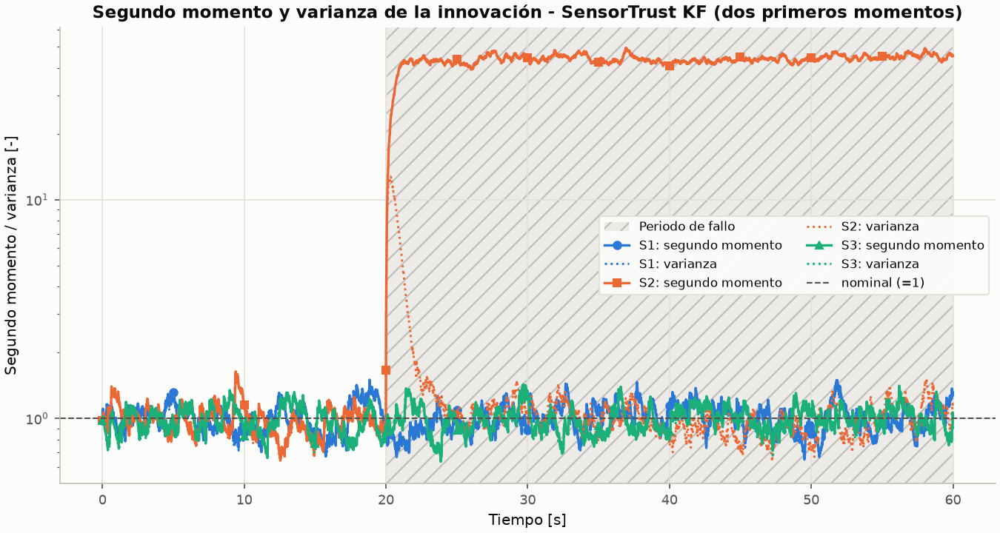 Segundo momento y varianza de la innovación - SensorTrust KF (dos primeros momentos)
Segundo momento / varianza [-]
10¹
10⁰
Periodo de fallo
S1: segundo momento
S1: varianza
S2: segundo momento
S2: varianza
S3: segundo momento
S3: varianza
nominal (=1)
0 10 20 30 40 50 60
Tiempo [s]